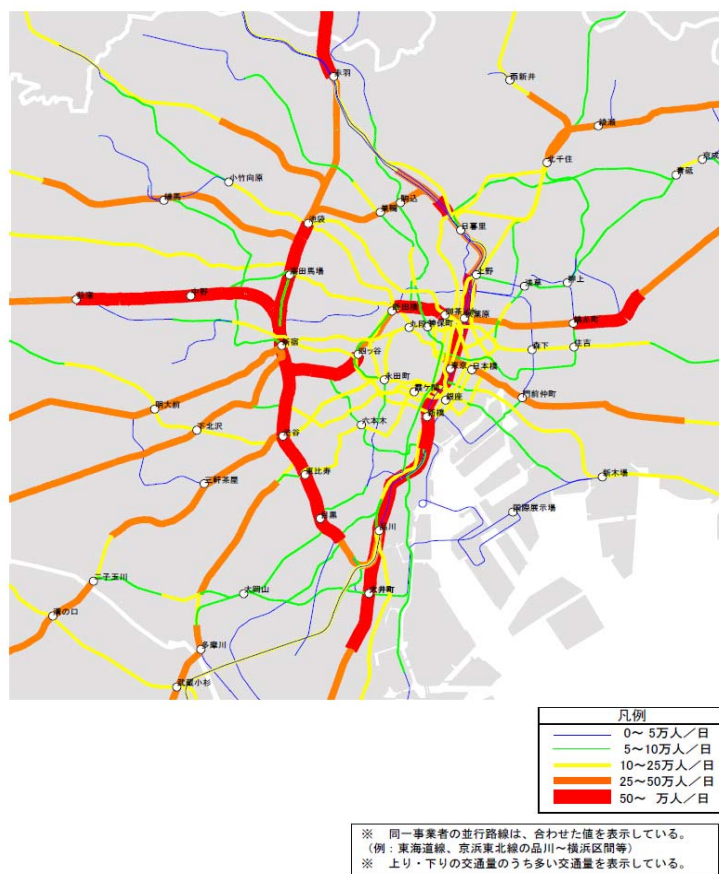 赤羽
西新井
綾瀬
北千住
京成
青砥
小竹向原
練馬
巣鴨
駒込
池袋
日暮里
高田馬場
上野
浅草
押上
荻窪
中野
飯田橋
御茶ノ水
秋葉原
錦糸町
九段下
神保町
新宿
四ッ谷
森下
住吉
東京
日本橋
永田町
霞ケ関
銀座
門前仲町
明大前
新橋
下北沢
六本木
渋谷
三軒茶屋
恵比寿
新木場
目黒
品川
国際展示場
二子玉川
大岡山
大井町
溝の口
多摩川
武蔵小杉
凡例
0～ 5万人／日
5～10万人／日
10～25万人／日
25～50万人／日
50～ 万人／日
※ 同一事業者の並行路線は、合わせた値を表示している。
（例：東海道線、京浜東北線の品川～横浜区間等）
※ 上り・下りの交通量のうち多い交通量を表示している。